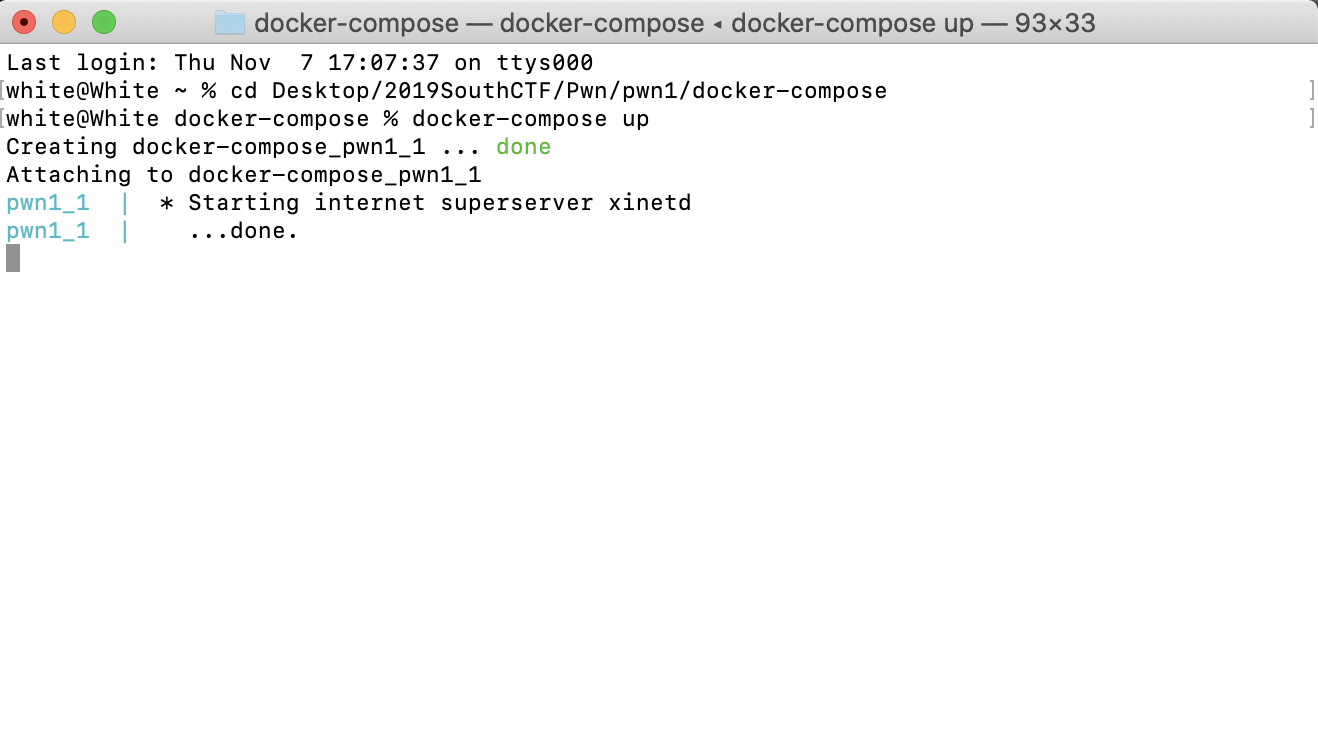 docker-compose — docker-compose ◂ docker-compose up — 93×33
Last login: Thu Nov  7 17:07:37 on ttys000
[white@White ~ % cd Desktop/2019SouthCTF/Pwn/pwn1/docker-compose ]
[white@White docker-compose % docker-compose up ]
Creating docker-compose_pwn1_1 ... done
Attaching to docker-compose_pwn1_1
pwn1_1  |  * Starting internet superserver xinetd
pwn1_1  |    ...done.